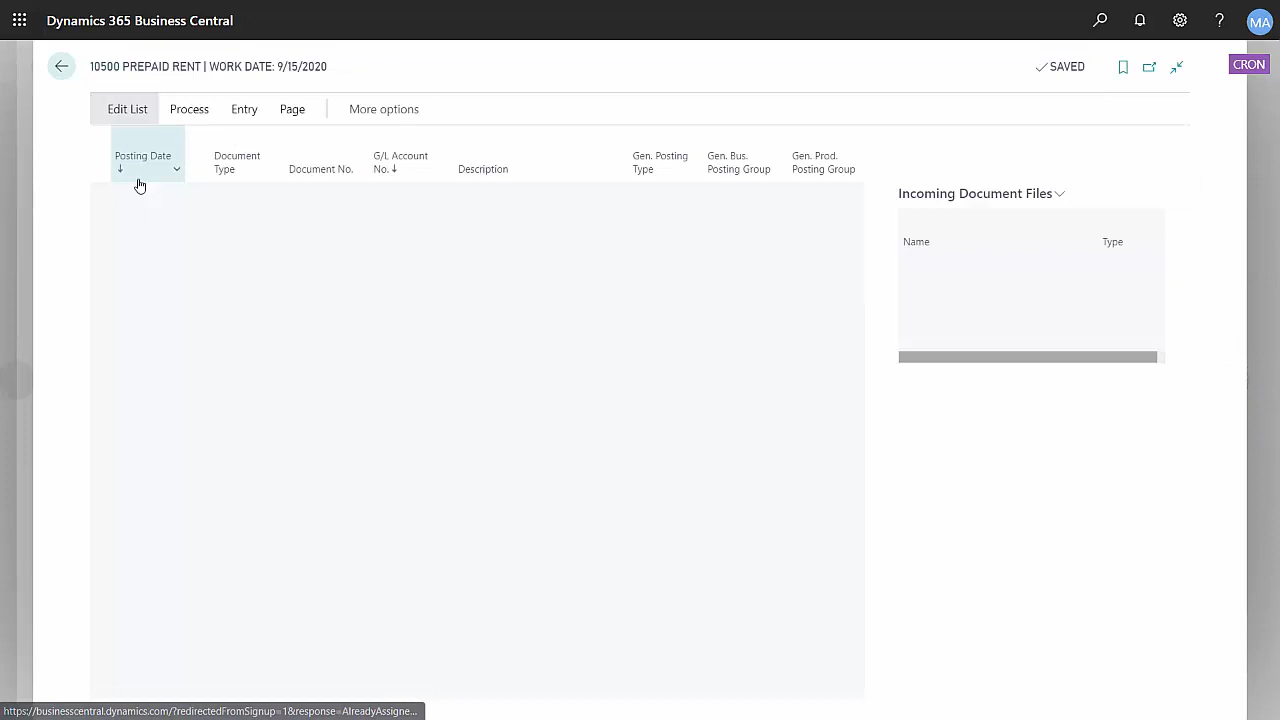 Dynamics 365 Business Central
MA
10500 PREPAID RENT | WORK DATE: 9/15/2020
SAVED
CRON
Edit List Process Entry Page More options
Posting Date
Document Type
Document No.
G/L Account No.
Description
Gen. Posting Type
Gen. Bus. Posting Group
Gen. Prod. Posting Group
Incoming Document Files
Name Type
https://businesscentral.dynamics.com/?redirectedFromSignup=1&response=AlreadyAssigne...